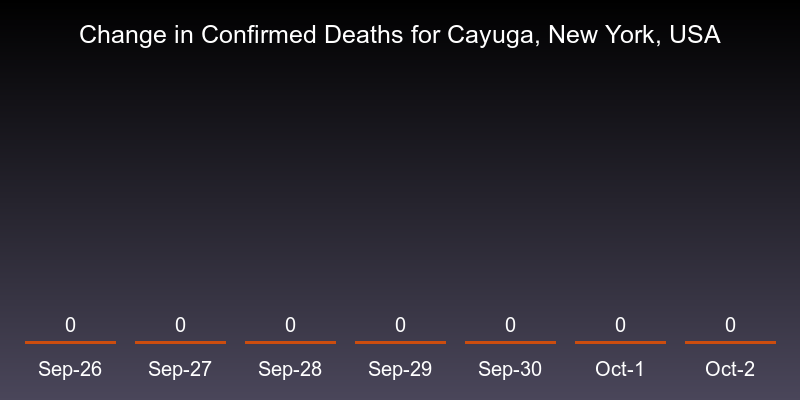 Change in Confirmed Deaths for Cayuga, New York, USA
0 0 0 0 0 0 0
Sep-26 Sep-27 Sep-28 Sep-29 Sep-30 Oct-1 Oct-2